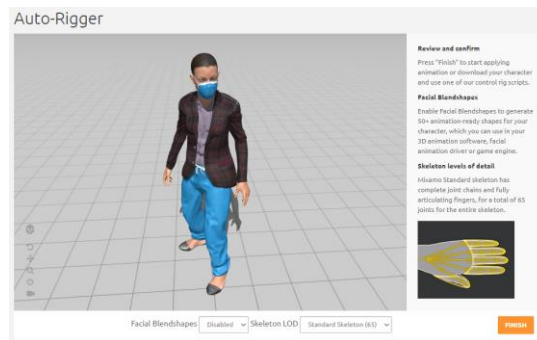 Auto-Rigger
Review and confirm
Press "Finish" to start applying
animation or download your character
and use one of our control rig scripts.
Facial Blendshapes
Enable Facial Blendshapes to generate
50+ animation-ready shapes for your
character, which you can use in your
3D animation software, facial
animation driver or game engine.
Skeleton levels of detail
Mixamo Standard skeleton has
complete joint chains and fully
articulating fingers, for a total of 65
joints for the entire skeleton.
Facial Blendshapes Disabled Skeleton LOD Standard Skeleton (65) FINISH